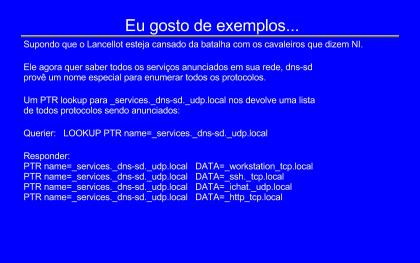 Eu gosto de exemplos...
Supondo que o Lancellot esteja cansado da batalha com os cavaleiros que dizem NI.
Ele agora quer saber todos os serviços anunciados em sua rede, dns-sd
provê um nome especial para enumerar todos os protocolos.
Um PTR lookup para _services._dns-sd._udp.local nos devolve uma lista
de todos protocolos sendo anunciados:
Querier: LOOKUP PTR name=_services._dns-sd._udp.local
Responder:
PTR name=_services._dns-sd._udp.local DATA=_workstation_tcp.local
PTR name=_services._dns-sd._udp.local DATA=_ssh._tcp.local
PTR name=_services._dns-sd._udp.local DATA=_ichat._udp.local
PTR name=_services._dns-sd._udp.local DATA=_http_tcp.local